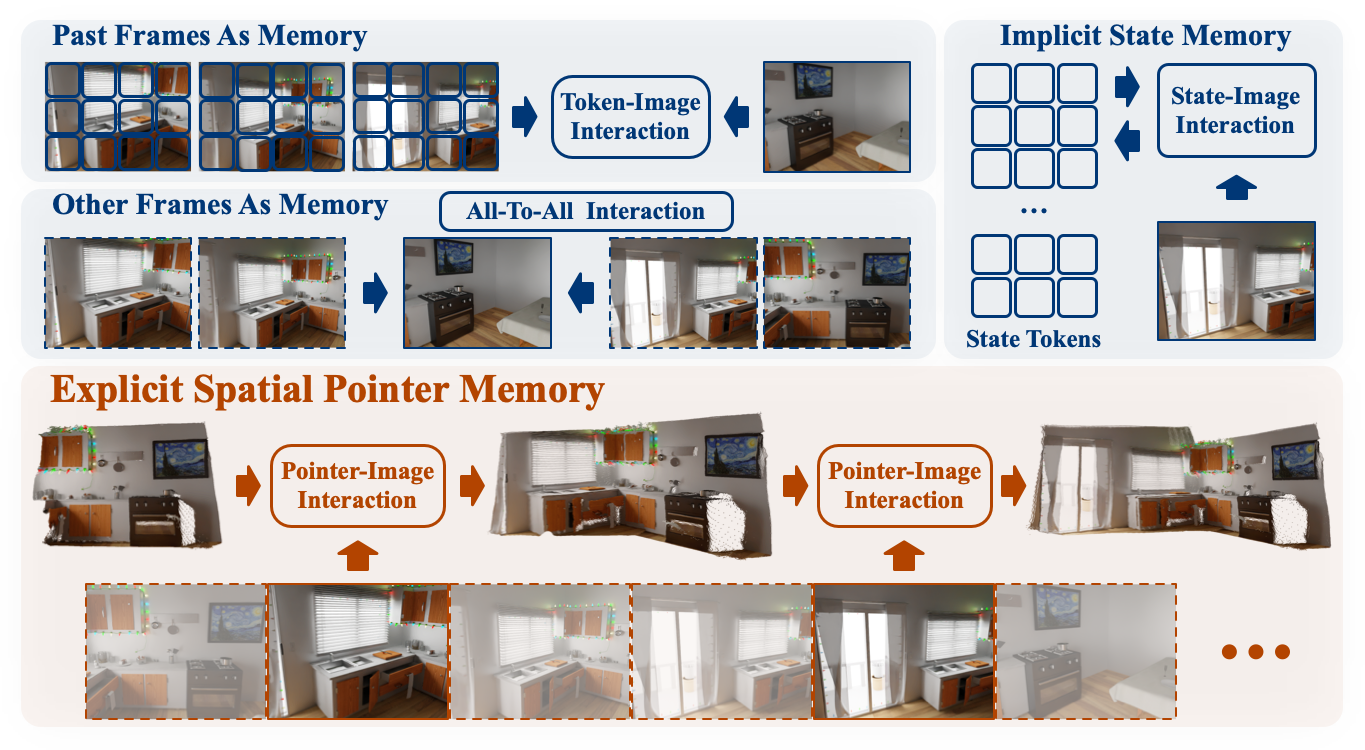 Past Frames As Memory
Token-Image
Interaction
Implicit State Memory
State-Image
Interaction
...
State Tokens
Other Frames As Memory
All-To-All Interaction
Explicit Spatial Pointer Memory
Pointer-Image
Interaction
Pointer-Image
Interaction